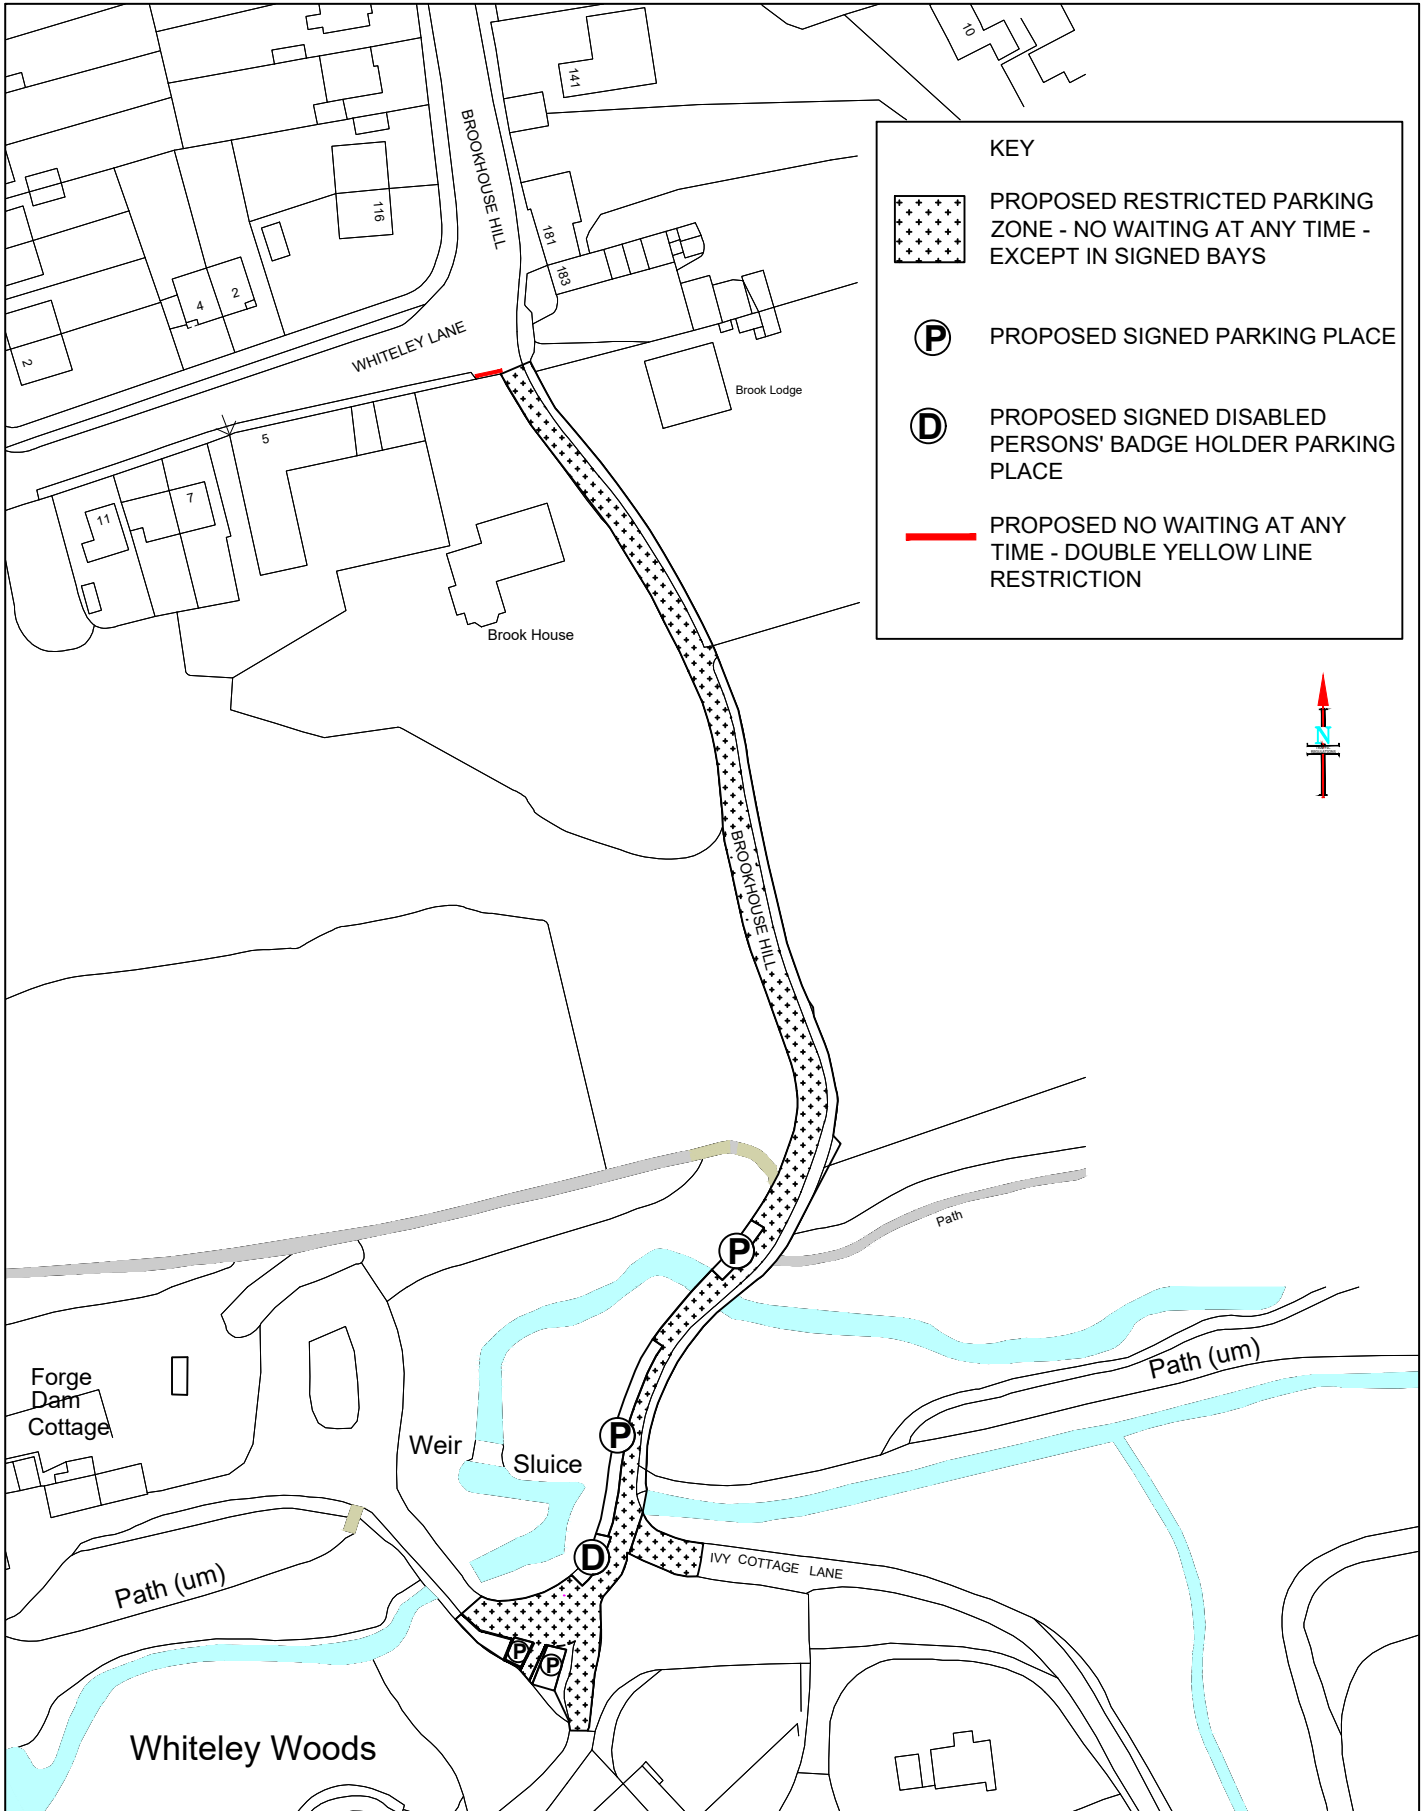 10
141
BROOKHOUSE HILL
116
181
183
4
2
2
WHITELEY LANE
5
7
11
Brook Lodge
Brook House
KEY
PROPOSED RESTRICTED PARKING
ZONE - NO WAITING AT ANY TIME -
EXCEPT IN SIGNED BAYS
P
PROPOSED SIGNED PARKING PLACE
D
PROPOSED SIGNED DISABLED
PERSONS' BADGE HOLDER PARKING
PLACE
PROPOSED NO WAITING AT ANY
TIME - DOUBLE YELLOW LINE
RESTRICTION
N
BROOKHOUSE HILL
Path
P
Path (um)
Forge
Dam
Cottage
P
Weir
Sluice
D
IVY COTTAGE LANE
Path (um)
P
P
Whiteley Woods